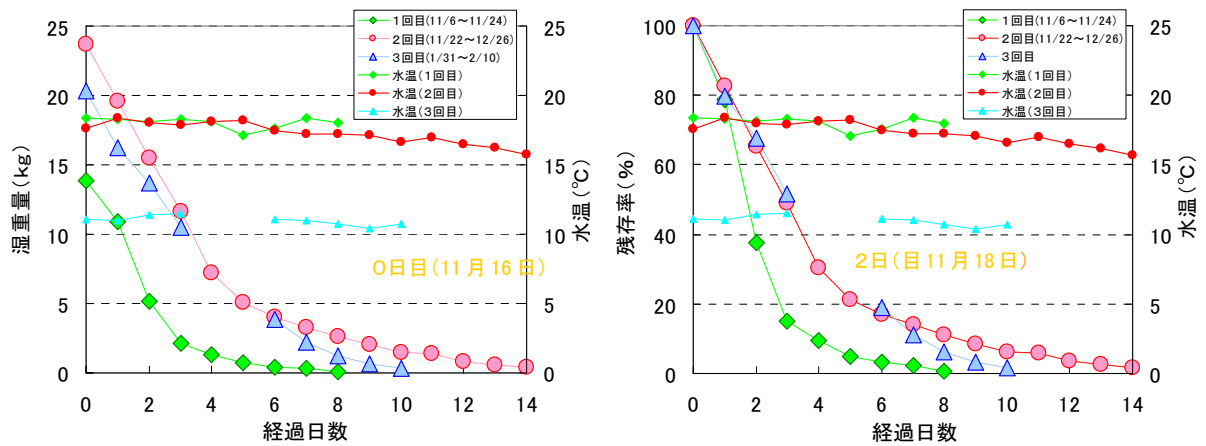 1回目(11/6～11/24)
2回目(11/22～12/26)
3回目(1/31～2/10)
水温(1回目)
水温(2回目)
水温(3回目)
湿重量(kg)
25
20
15
10
5
0
水温(℃)
25
20
15
10
5
0
0日目(11月16日)
0 2 4 6 8 10 12 14
経過日数
1回目(11/6～11/24)
2回目(11/22～12/26)
3回目
水温(1回目)
水温(2回目)
水温(3回目)
残存率(%)
100
80
60
40
20
0
水温(℃)
25
20
15
10
5
0
2日(目11月18日)
0 2 4 6 8 10 12 14
経過日数